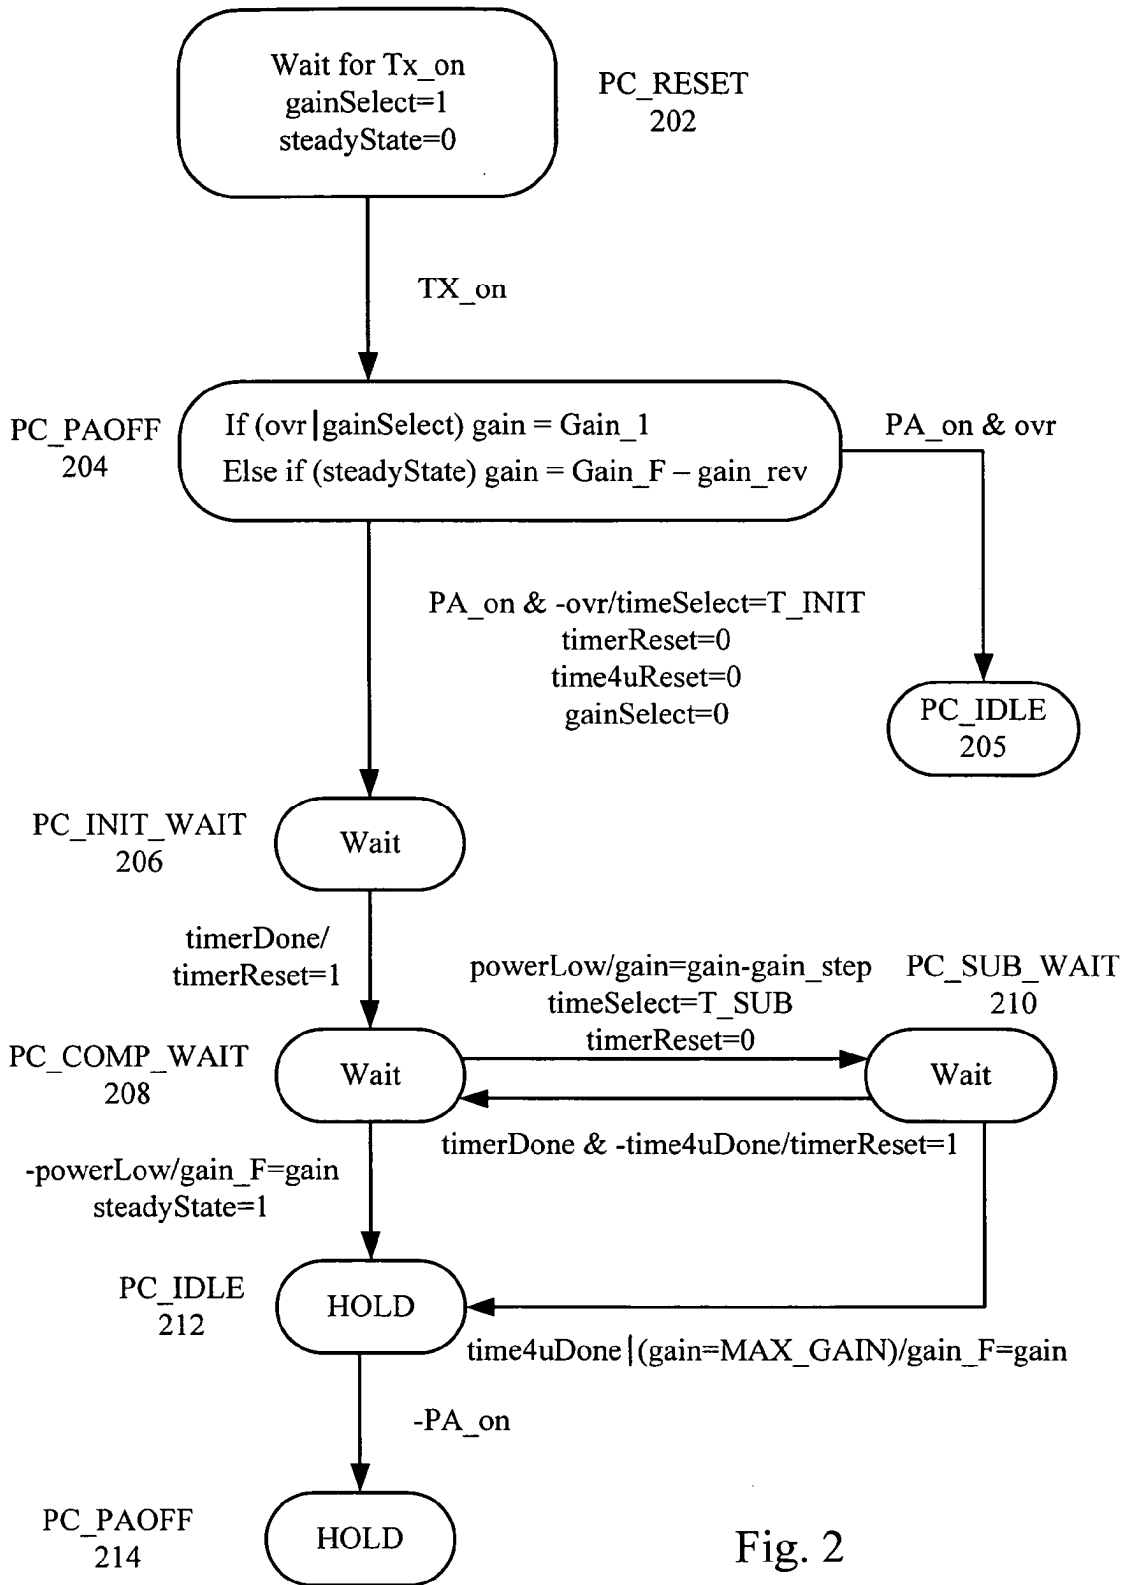 Wait for Tx_on
gainSelect=1
steadyState=0
PC_RESET
202
TX_on
PC_PAOFF
204
If (ovr|gainSelect) gain = Gain_1
Else if (steadyState) gain = Gain_F – gain_rev
PA_on & ovr
PA_on & -ovr/timeSelect=T_INIT
timerReset=0
time4uReset=0
gainSelect=0
PC_IDLE
205
PC_INIT_WAIT
206
Wait
timerDone/
timerReset=1
powerLow/gain=gain-gain_step
timeSelect=T_SUB
timerReset=0
PC_SUB_WAIT
210
PC_COMP_WAIT
208
Wait
Wait
timerDone & -time4uDone/timerReset=1
-powerLow/gain_F=gain
steadyState=1
PC_IDLE
212
HOLD
time4uDone|(gain=MAX_GAIN)/gain_F=gain
-PA_on
PC_PAOFF
214
HOLD
Fig. 2